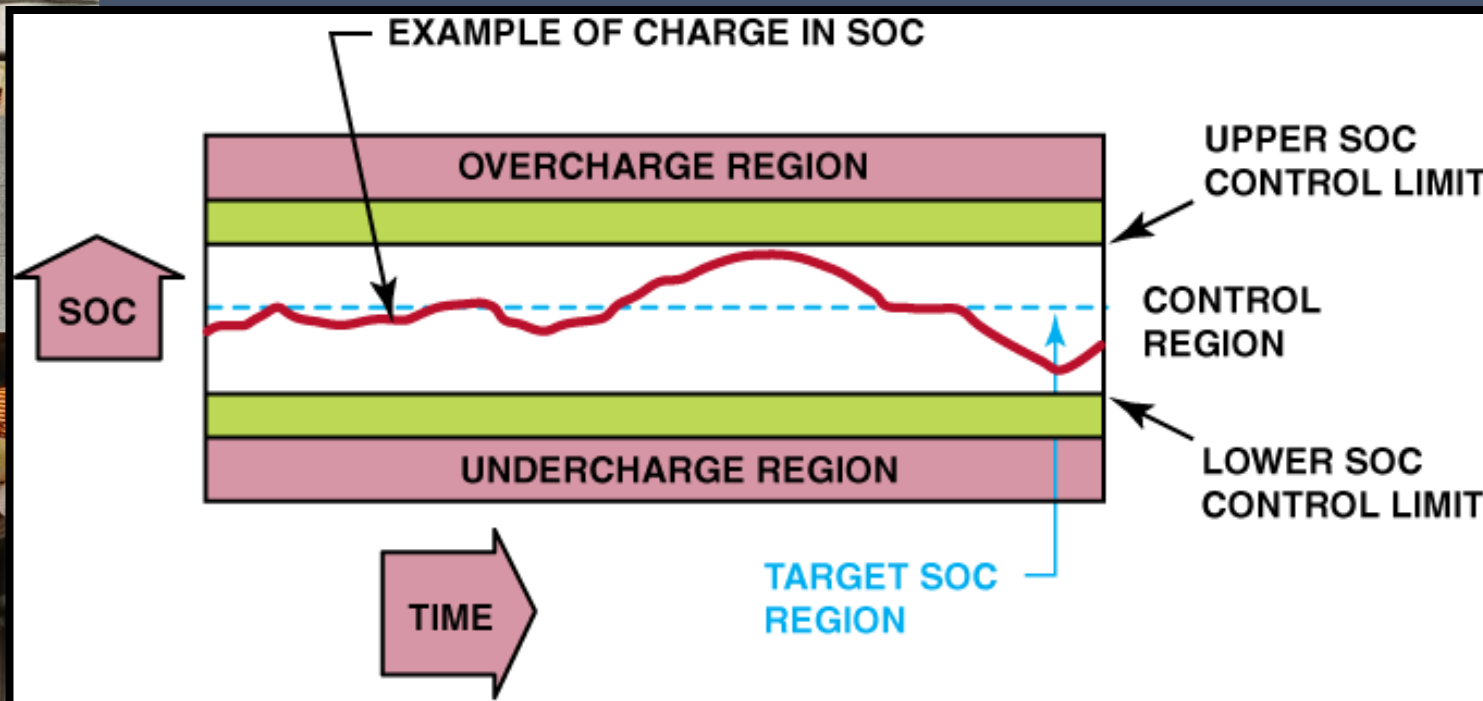 EXAMPLE OF CHARGE IN SOC
OVERCHARGE REGION
UPPER SOC
CONTROL LIMIT
SOC
CONTROL
REGION
UNDERCHARGE REGION
LOWER SOC
CONTROL LIMIT
TARGET SOC
REGION
TIME